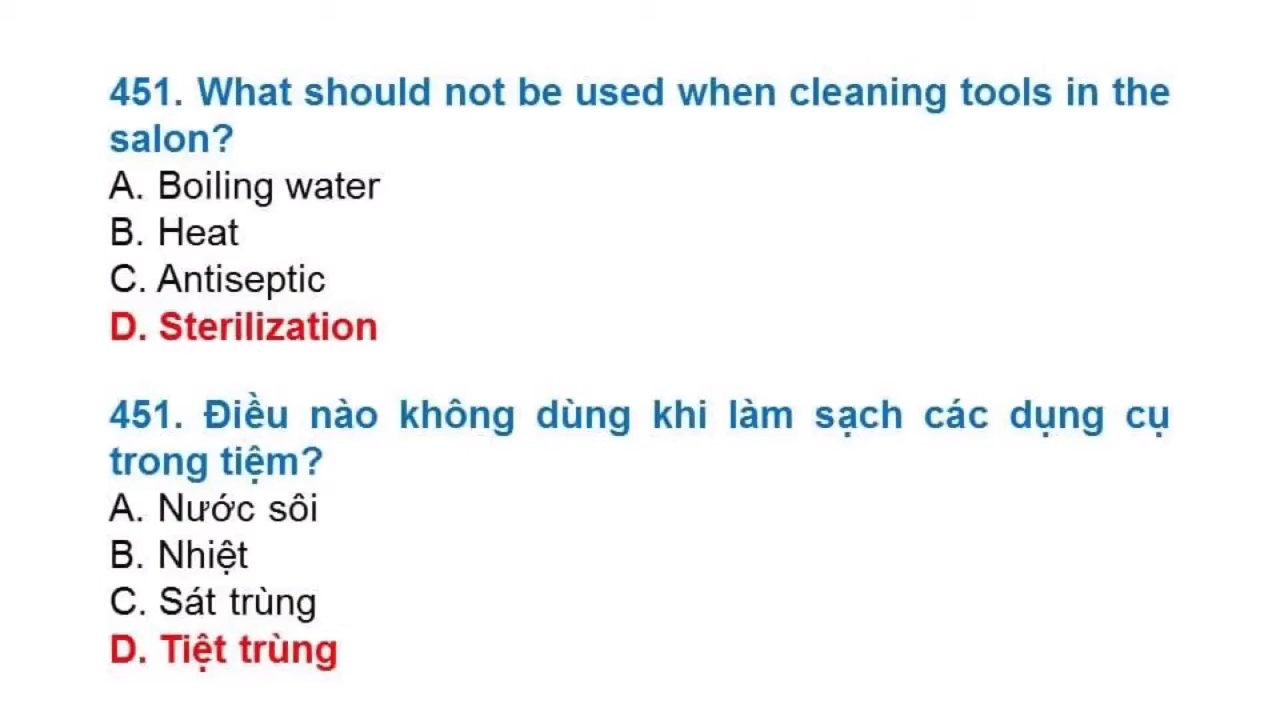 451. What should not be used when cleaning tools in the
salon?
A. Boiling water
B. Heat
C. Antiseptic
D. Sterilization
451. Điều nào không dùng khi làm sạch các dụng cụ
trong tiệm?
A. Nước sôi
B. Nhiệt
C. Sát trùng
D. Tiệt trùng